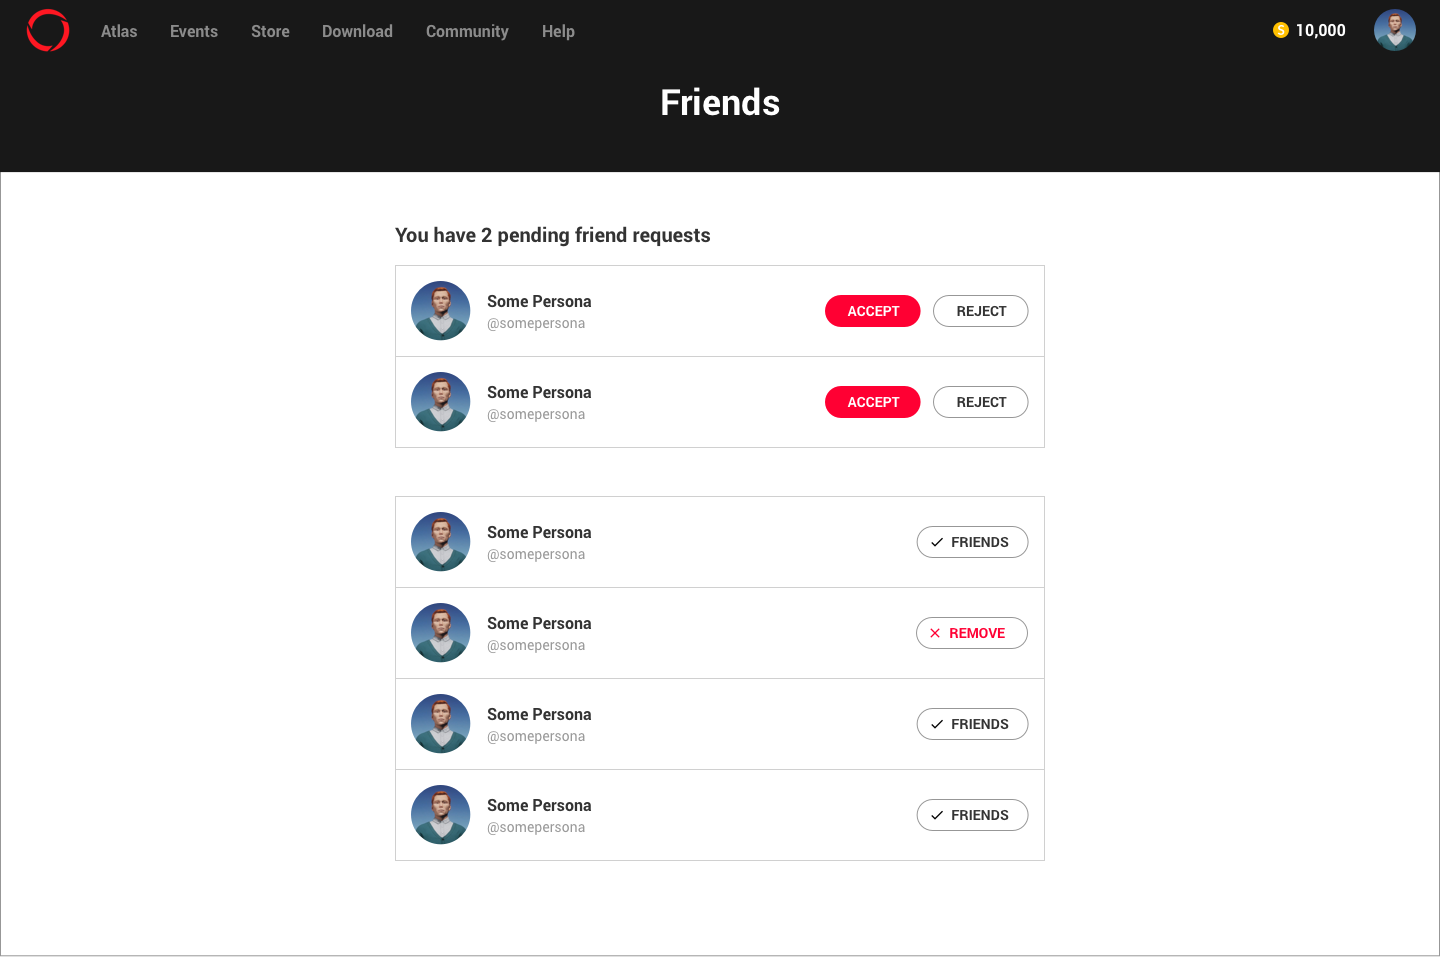 Atlas Events Store Download Community Help S 10,000
Friends
You have 2 pending friend requests
Some Persona
@somepersona
ACCEPT REJECT
Some Persona
@somepersona
ACCEPT REJECT
Some Persona
@somepersona
FRIENDS
Some Persona
@somepersona
REMOVE
Some Persona
@somepersona
FRIENDS
Some Persona
@somepersona
FRIENDS